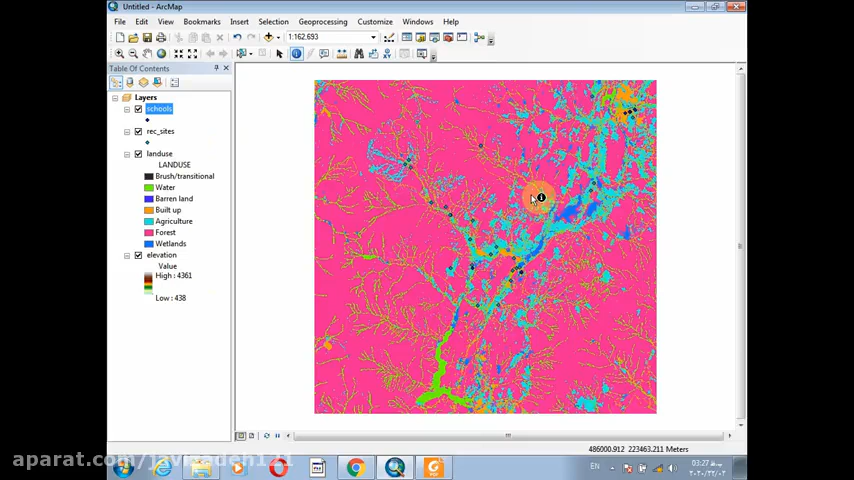 Untitled - ArcMap
File Edit View Bookmarks Insert Selection Geoprocessing Customize Windows Help
1:162.693
Table Of Contents
Layers
schools
rec_sites
landuse
LANDUSE
Brush/transitional
Water
Barren land
Built up
Agriculture
Forest
Wetlands
elevation
Value
High : 4361
Low : 438
486000.912 223463.211 Meters
EN
03:27